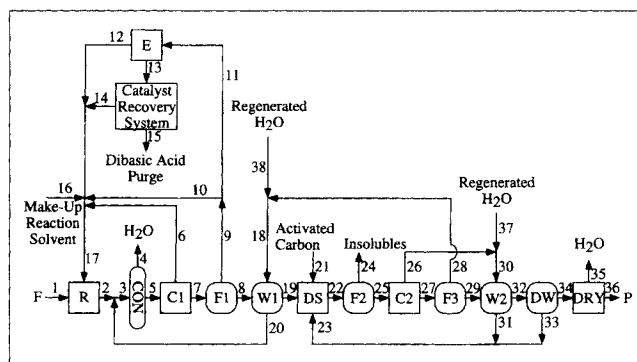 12
E
11
13
14
Catalyst
Recovery
System
15
Dibasic Acid
Purge
Regenerated
H₂O
38
16
10
Make-Up
Reaction
Solvent
H₂O
17
6
9
18
Activated
Carbon
Insolubles
Regenerated
H₂O
37
4
21
24
26
28
30
H₂O
35
F
1
R
2
3
CON
5
C1
7
F1
8
W1
19
DS
22
F2
25
C2
27
F3
29
W2
32
DW
34
DRY
36
P
20
23
31
33